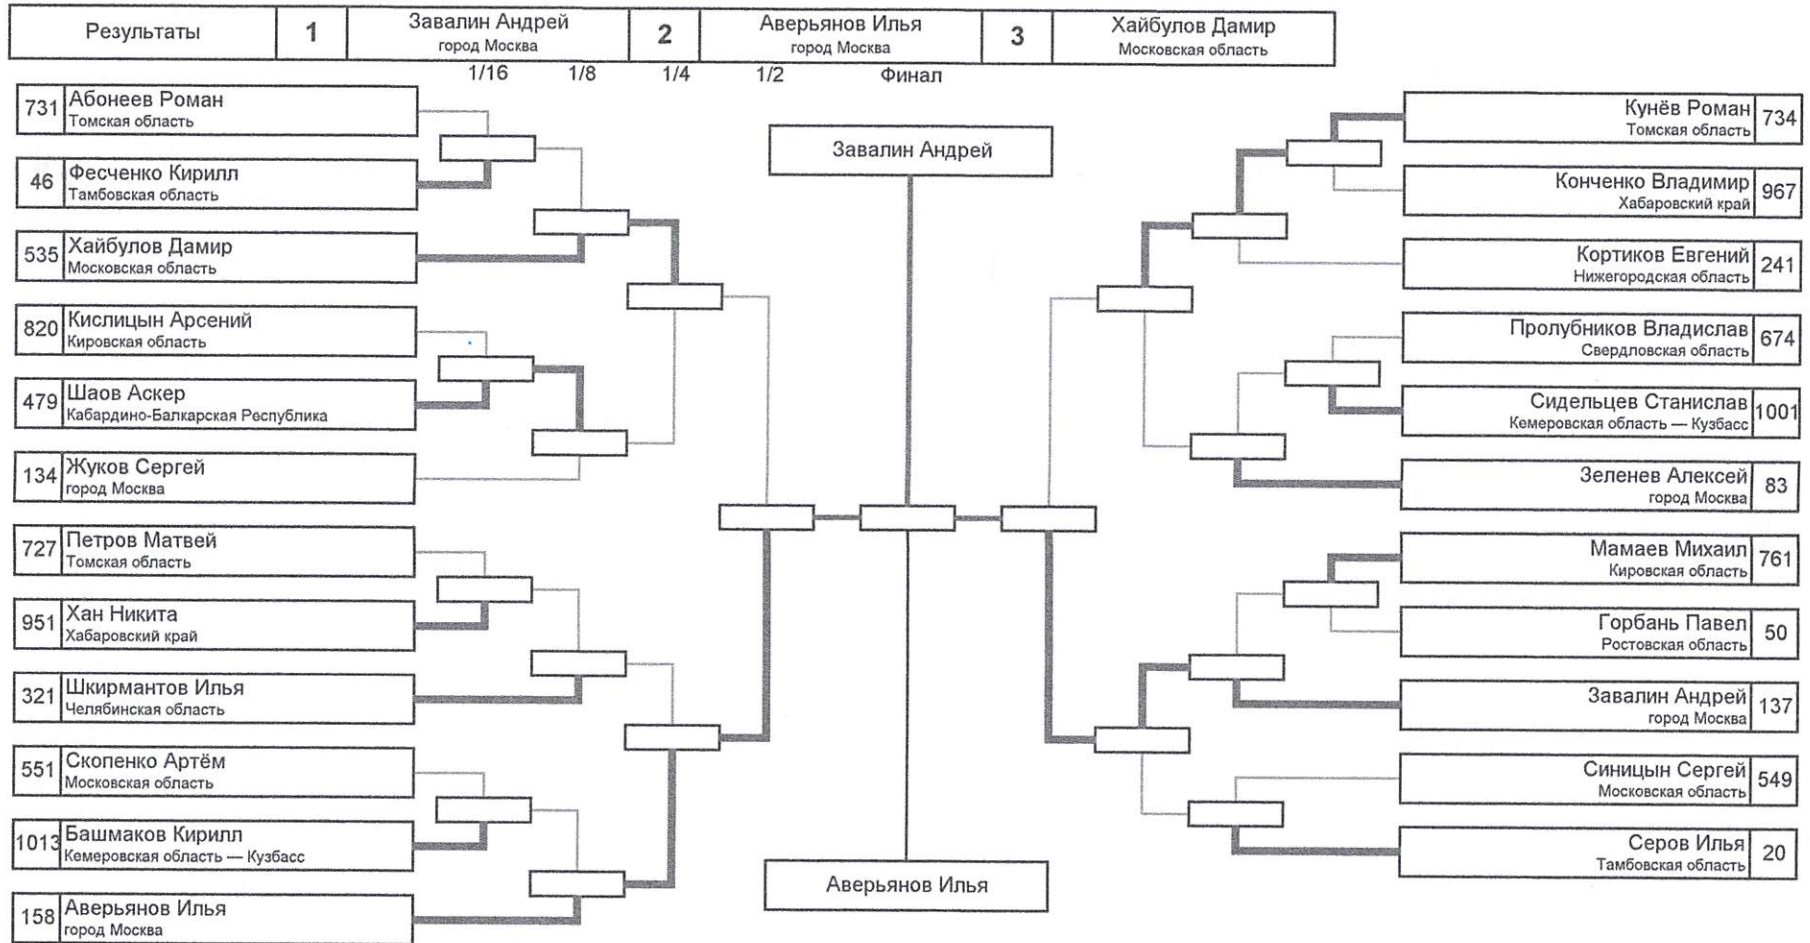 Результаты
1
Завалин Андрей
город Москва
2
Аверьянов Илья
город Москва
3
Хайбулов Дамир
Московская область
1/16 1/8 1/4 1/2 Финал
731 Абонеев Роман
Томская область
46 Фесченко Кирилл
Тамбовская область
535 Хайбулов Дамир
Московская область
820 Кислицын Арсений
Кировская область
479 Шаов Аскер
Кабардино-Балкарская Республика
134 Жуков Сергей
город Москва
727 Петров Матвей
Томская область
951 Хан Никита
Хабаровский край
321 Шкирмантов Илья
Челябинская область
551 Скопенко Артём
Московская область
1013 Башмаков Кирилл
Кемеровская область — Кузбасс
158 Аверьянов Илья
город Москва
Завалин Андрей
Аверьянов Илья
Кунёв Роман 734
Томская область
Конченко Владимир 967
Хабаровский край
Кортиков Евгений 241
Нижегородская область
Пролубников Владислав 674
Свердловская область
Сидельцев Станислав 1001
Кемеровская область — Кузбасс
Зеленев Алексей 83
город Москва
Мамаев Михаил 761
Кировская область
Горбань Павел 50
Ростовская область
Завалин Андрей 137
город Москва
Синицын Сергей 549
Московская область
Серов Илья 20
Тамбовская область